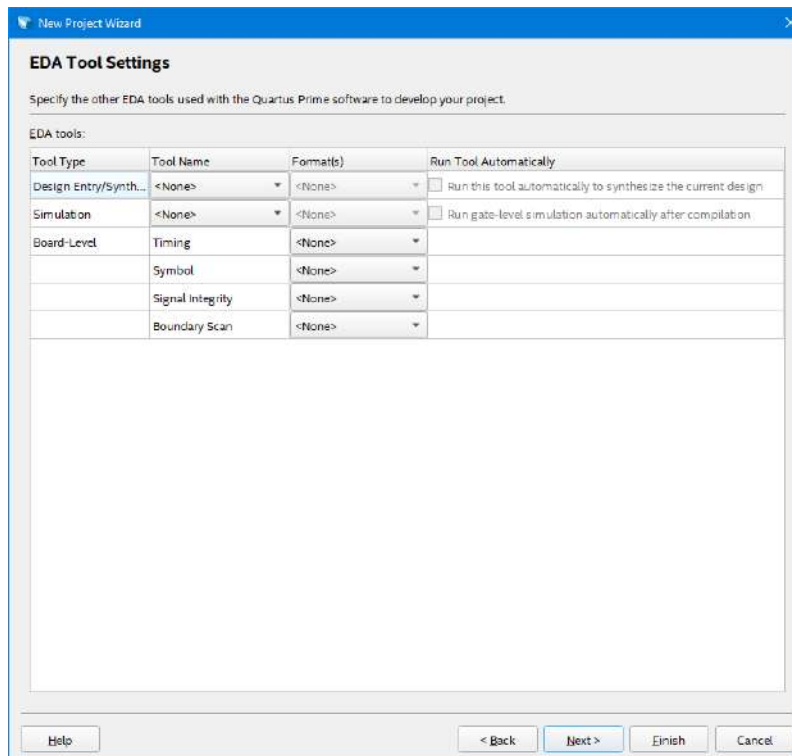 New Project Wizard
EDA Tool Settings
Specify the other EDA tools used with the Quartus Prime software to develop your project.
EDA tools:
Tool Type Tool Name Format(s) Run Tool Automatically
Design Entry/Synth... <None> <None> Run this tool automatically to synthesize the current design
Simulation <None> <None> Run gate-level simulation automatically after compilation
Board-Level Timing <None>
Symbol <None>
Signal Integrity <None>
Boundary Scan <None>
Help < Back Next > Finish Cancel